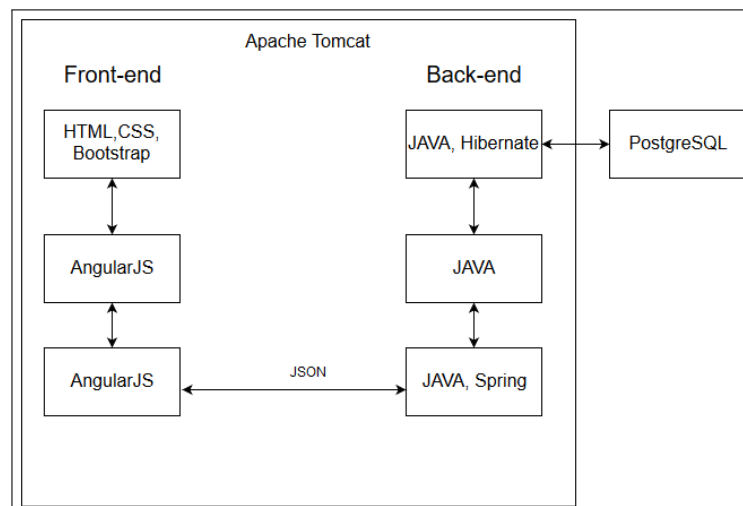 Apache Tomcat
Front-end
Back-end
HTML,CSS,
Bootstrap
JAVA, Hibernate
PostgreSQL
AngularJS
JAVA
AngularJS
JSON
JAVA, Spring